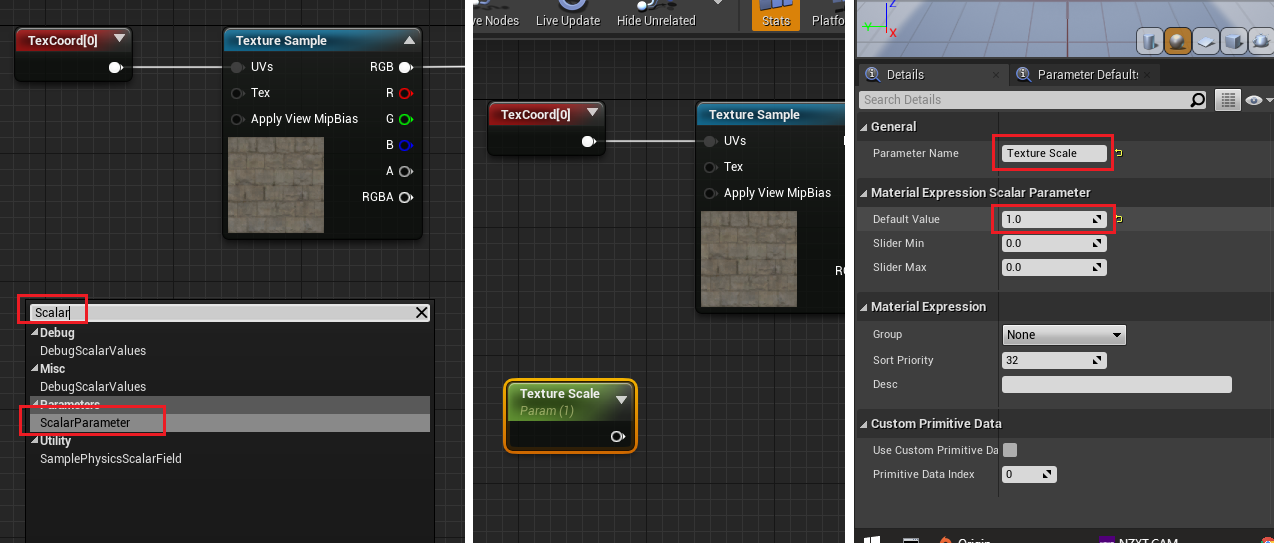 TexCoord[0]
Texture Sample
UVs
RGB
Tex
R
Apply View MipBias
G
B
A
RGBA
Scalar
Debug
DebugScalarValues
Misc
DebugScalarValues
Parameters
ScalarParameter
Utility
SamplePhysicsScalarField
ve Nodes
Live Update
Hide Unrelated
Stats
Platfo
TexCoord[0]
Texture Sample
UVs
Tex
Apply View MipBias
RG
Texture Scale
Param (1)
Z
Y
X
Details
Parameter Defaults
Search Details
General
Parameter Name
Texture Scale
Material Expression Scalar Parameter
Default Value
1.0
Slider Min
0.0
Slider Max
0.0
Material Expression
Group
None
Sort Priority
32
Desc
Custom Primitive Data
Use Custom Primitive Da
Primitive Data Index
0
Origin
NZXT CAM